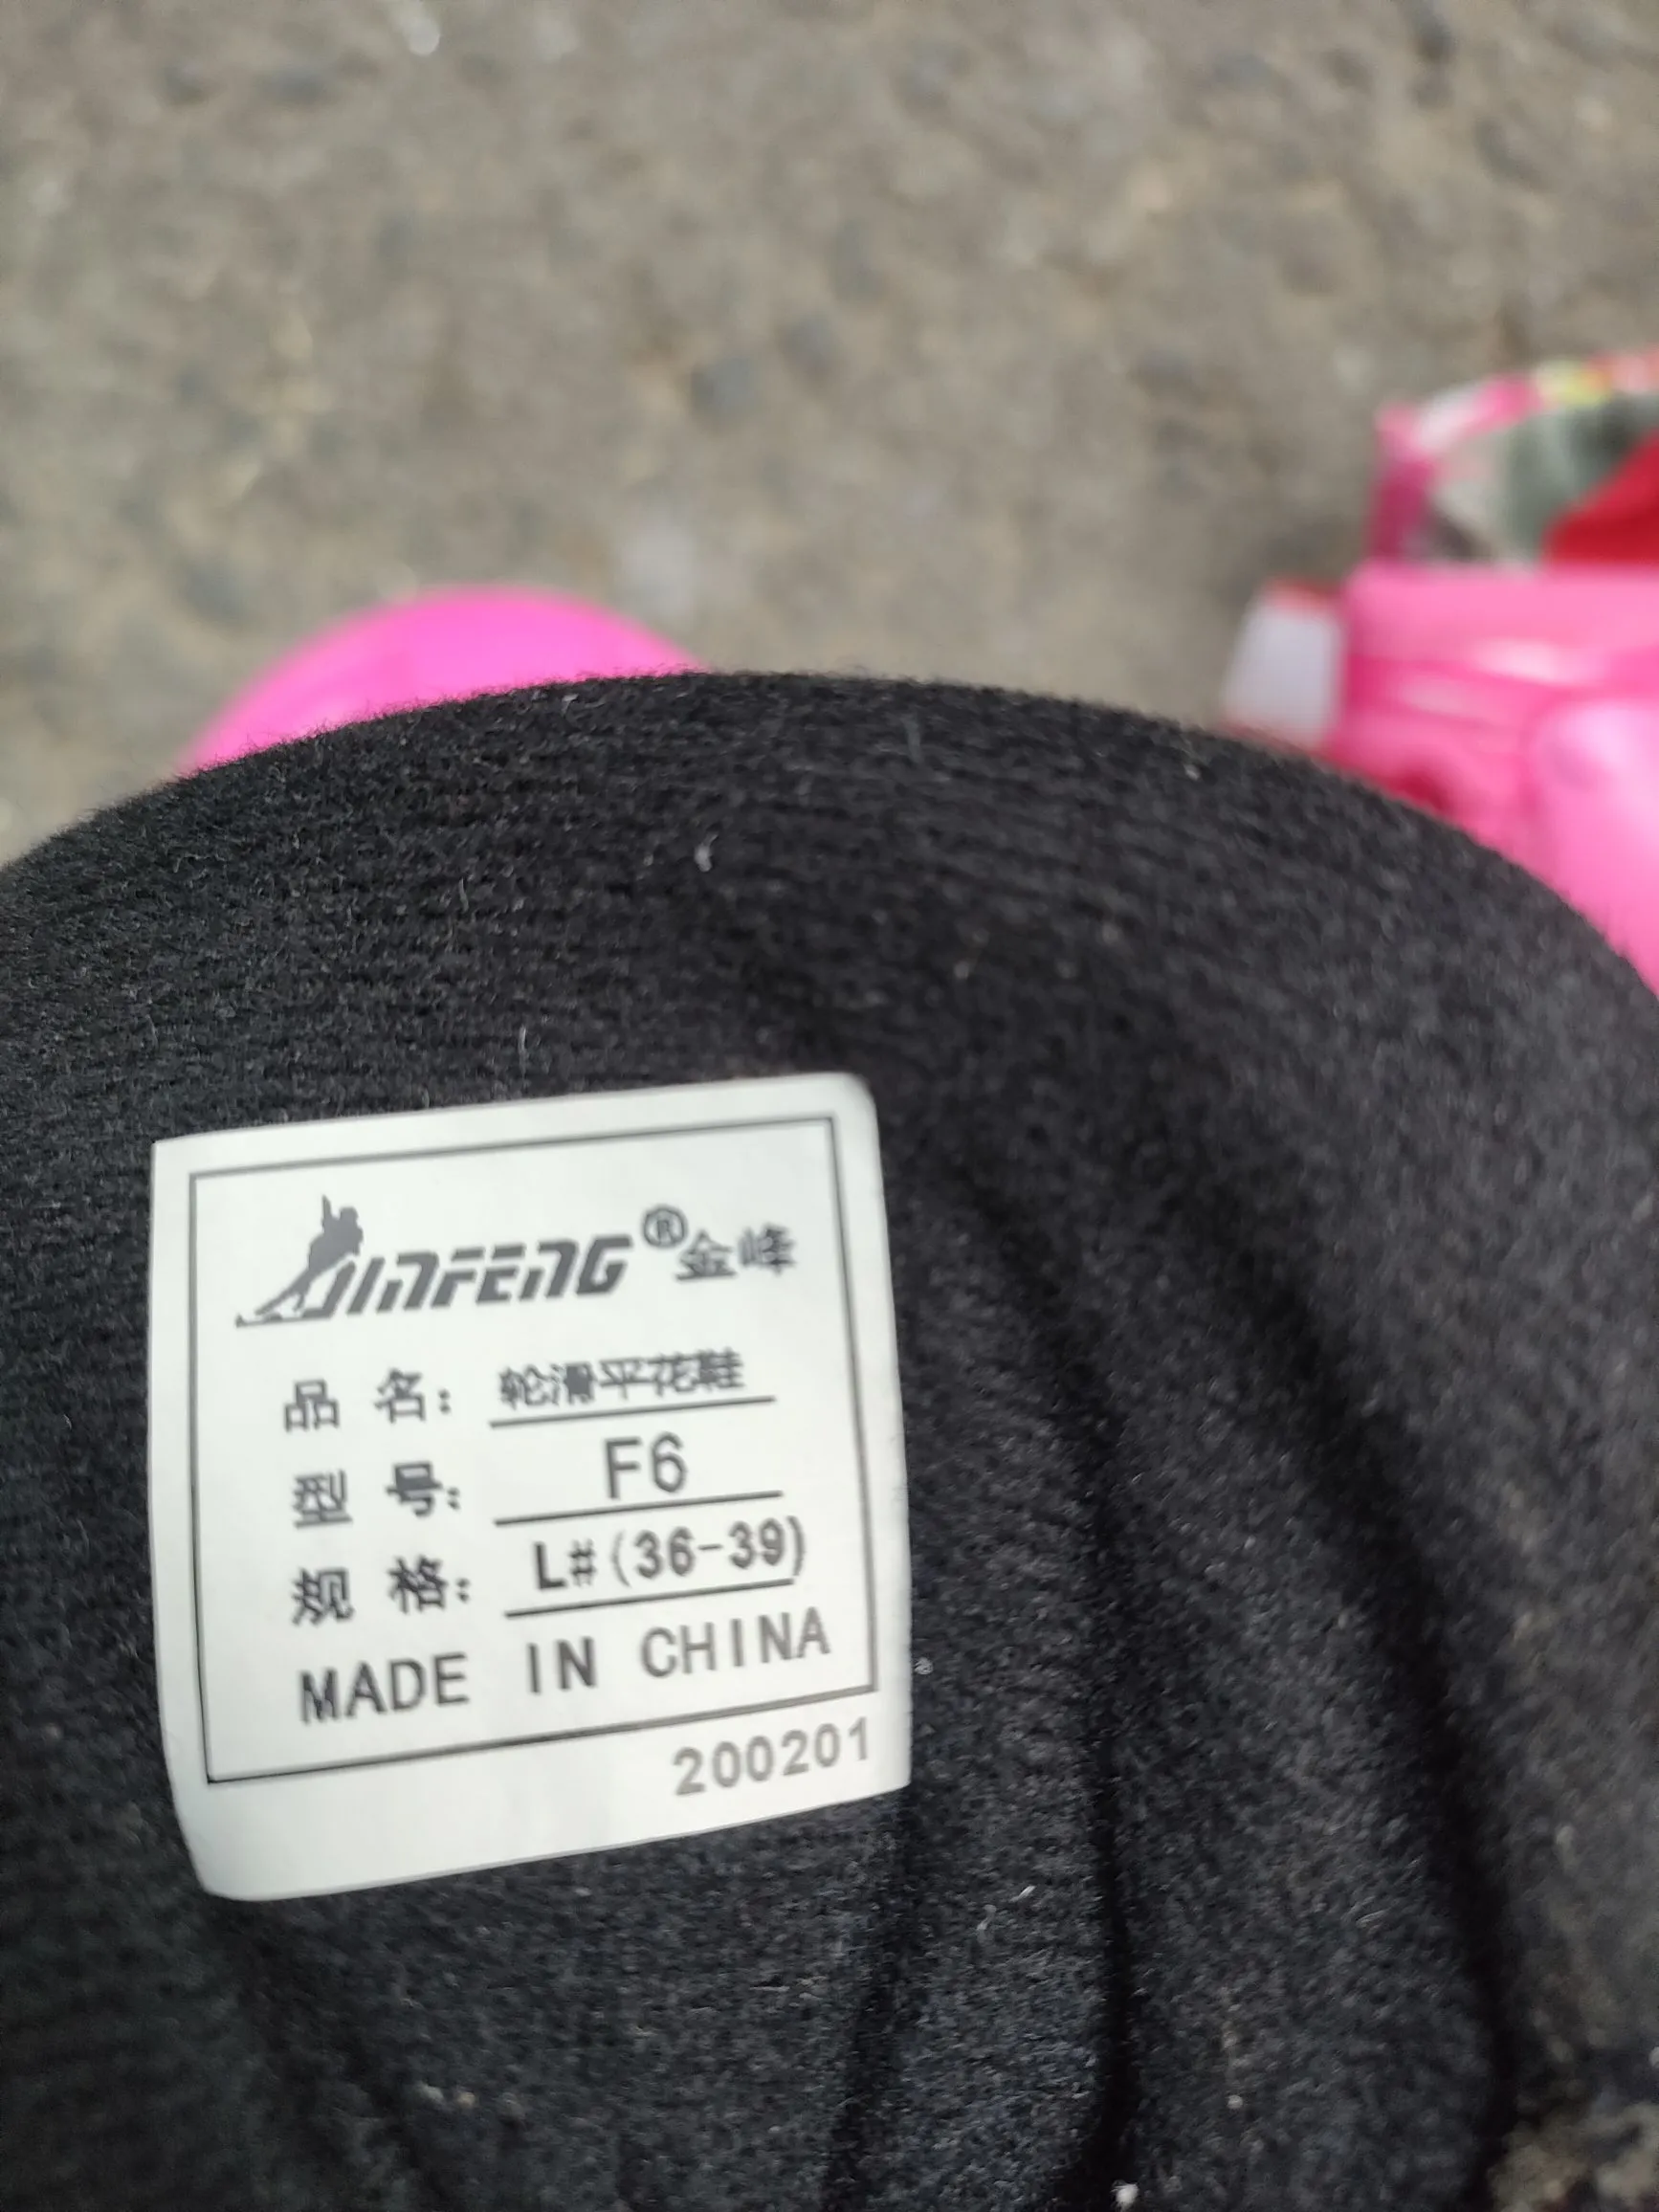 JINFENG®金峰
品 名: 轮滑平花鞋
型 号: F6
规 格: L#(36-39)
MADE IN CHINA
200201